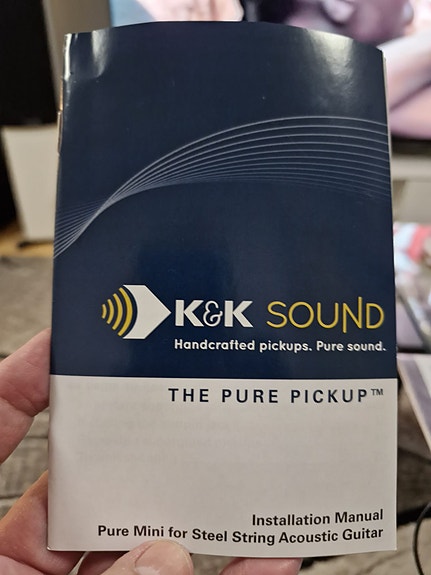 K&K SOUND
Handcrafted pickups. Pure sound.
THE PURE PICKUP™
Installation Manual
Pure Mini for Steel String Acoustic Guitar